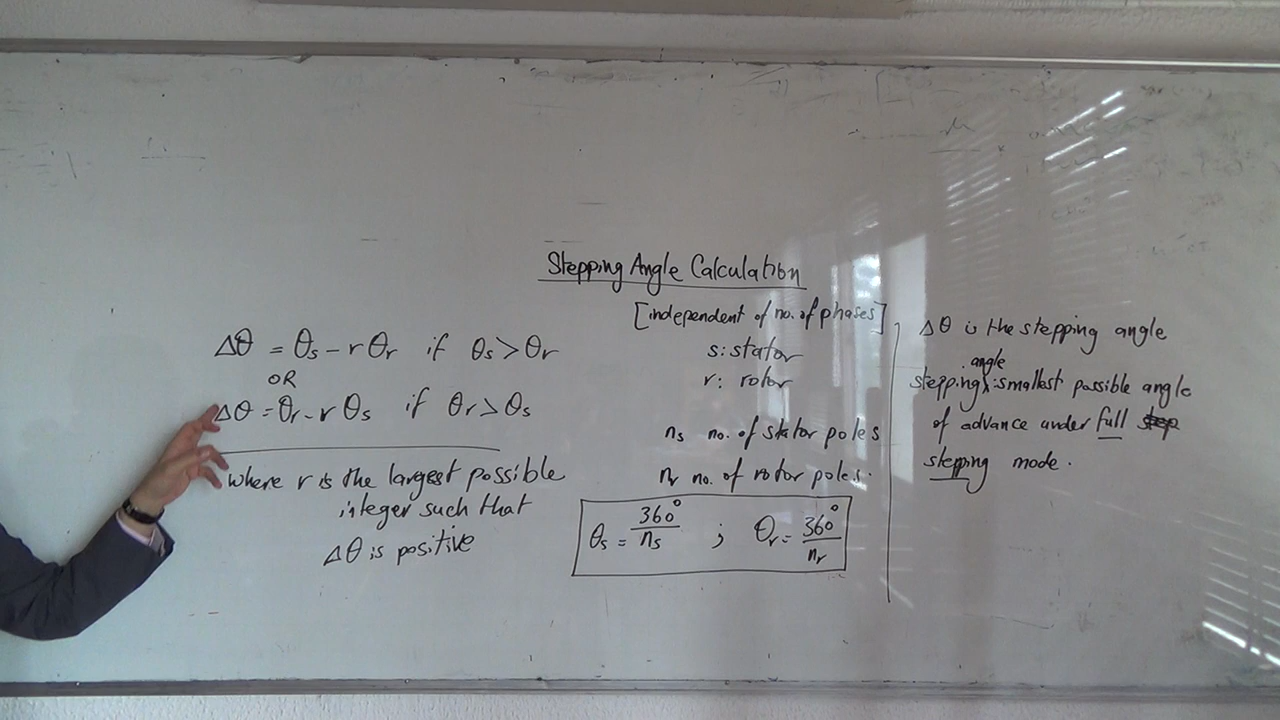 Stepping Angle Calculation
[independent of no. of phases]
s: stator
r: rotor
Δθ = θs - r θr if θs > θr
OR
Δθ = θr - r θs if θr > θs
where r is the largest possible
integer such that
Δθ is positive
ns no. of stator poles
nr no. of rotor poles.
θs = 360°/ns ; θr = 360°/nr
Δθ is the stepping angle
angle
stepping : smallest possible angle
of advance under full step
stepping mode.